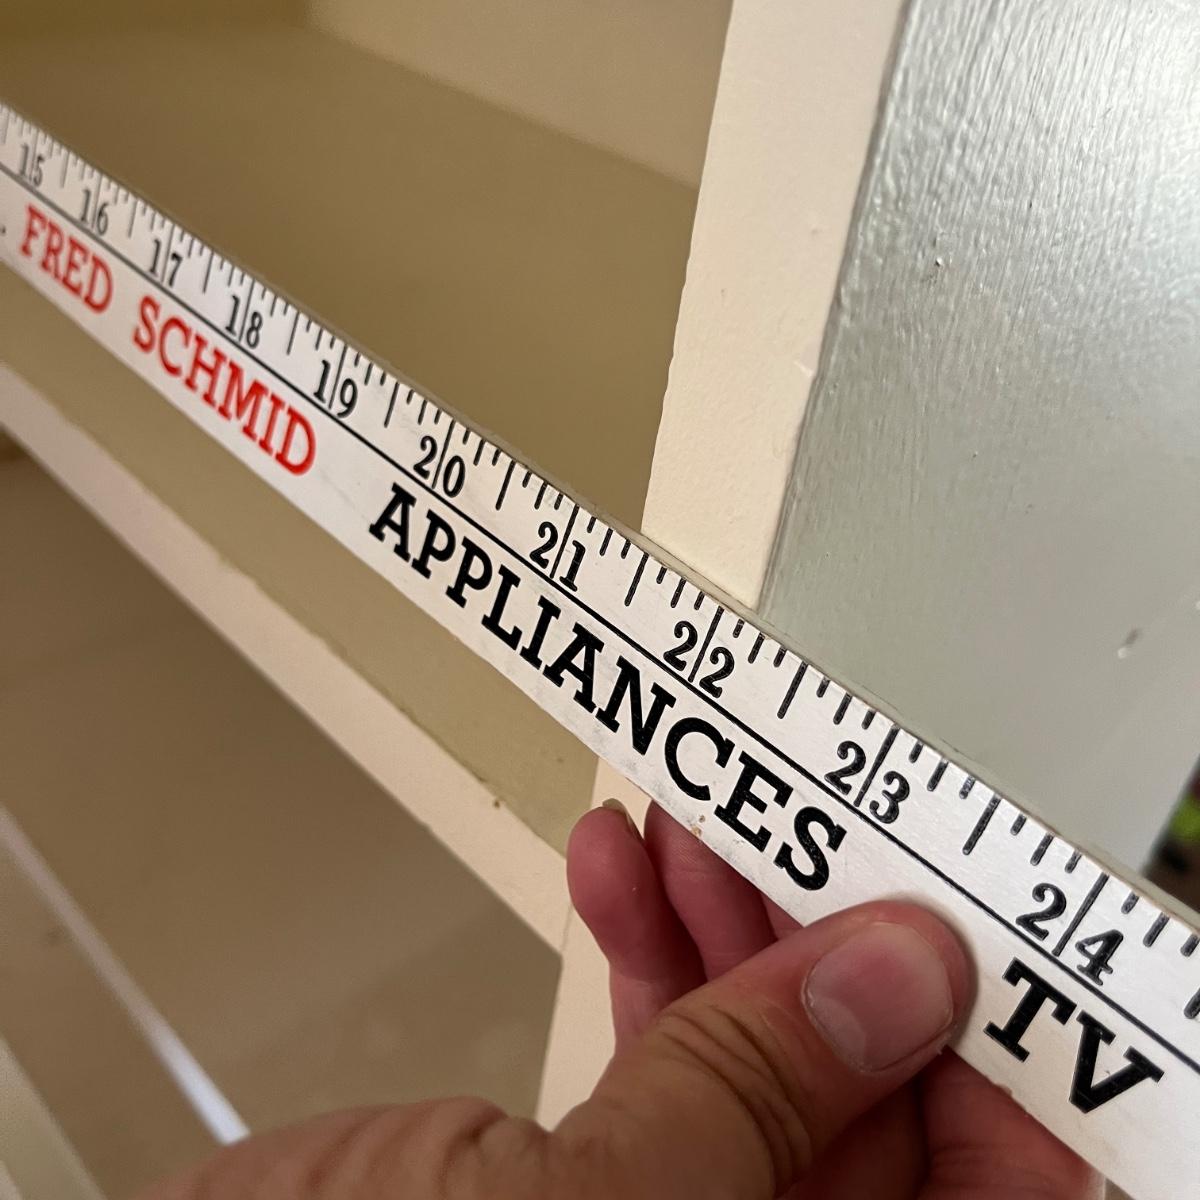 15 16 17 18 19 20 21 22 23 24
FRED SCHMID APPLIANCES TV